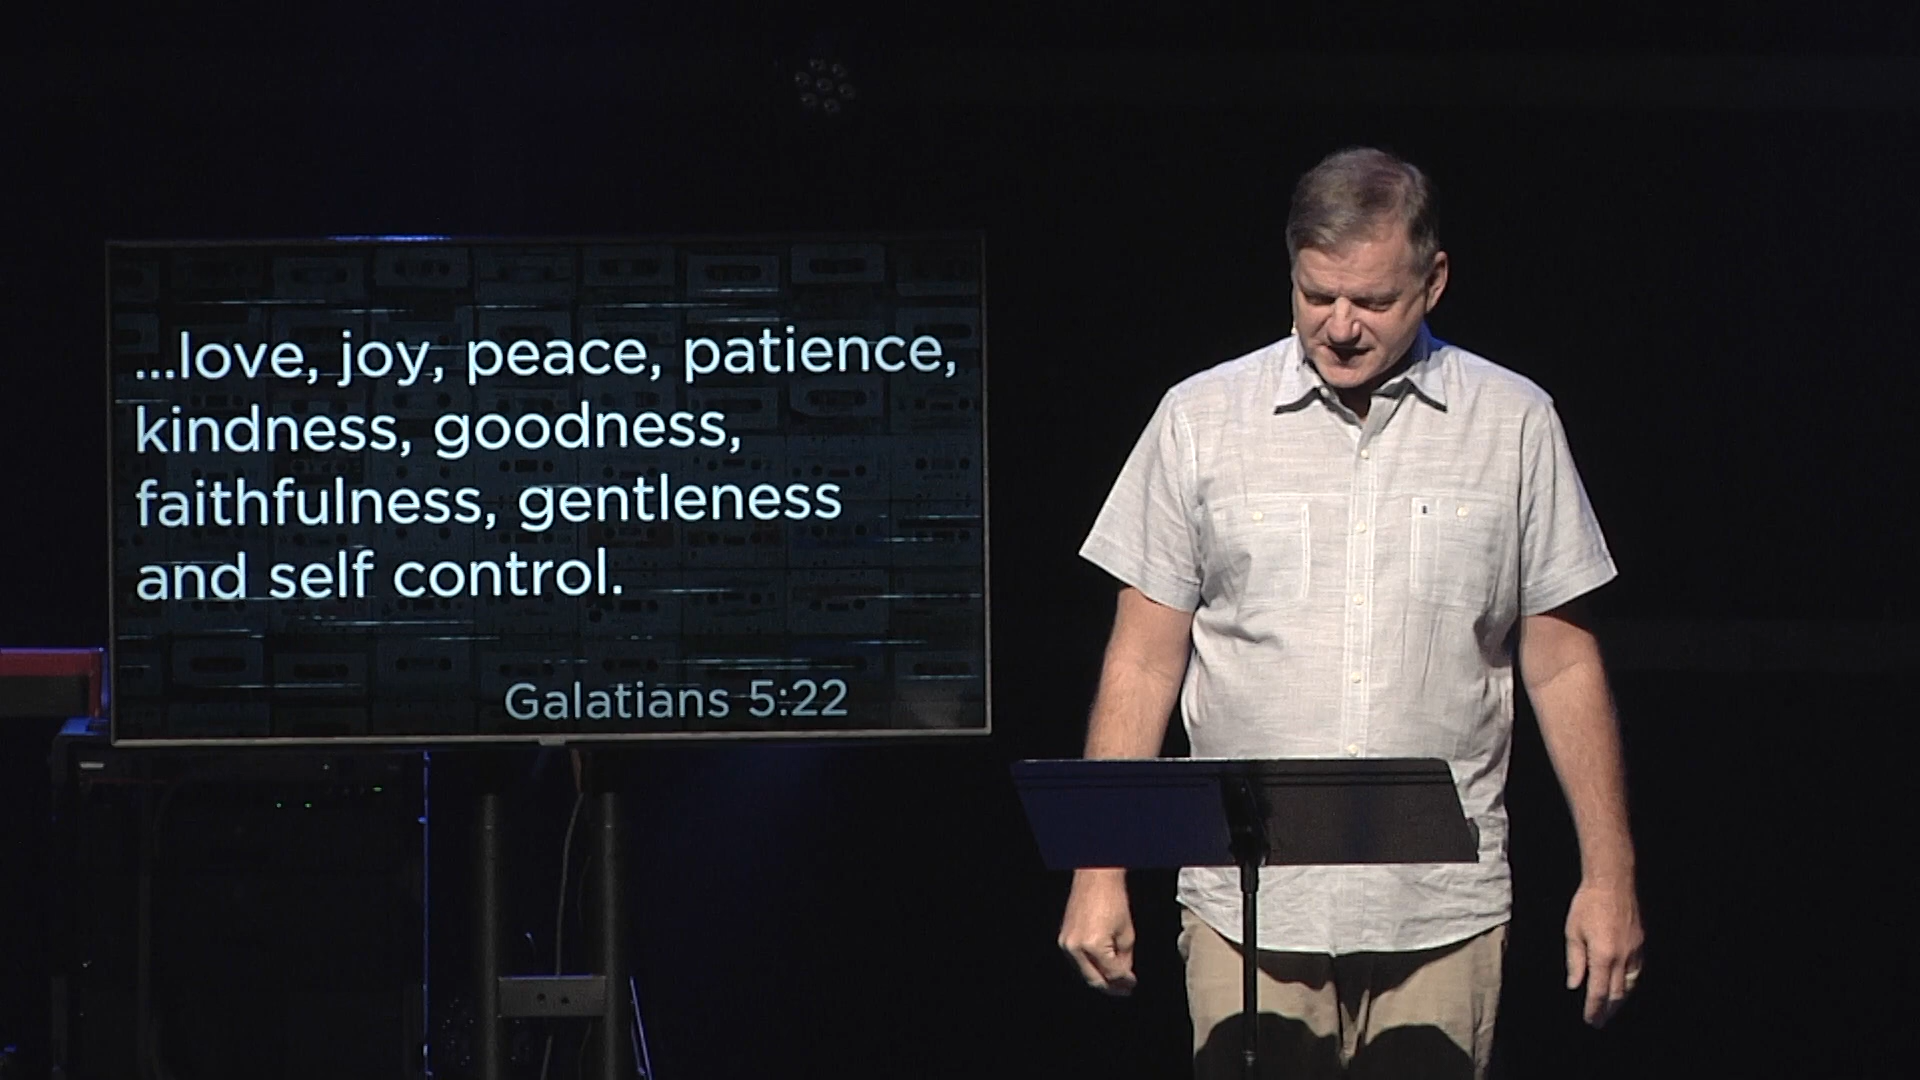 ...love, joy, peace, patience,
kindness, goodness,
faithfulness, gentleness
and self control.
Galatians 5:22